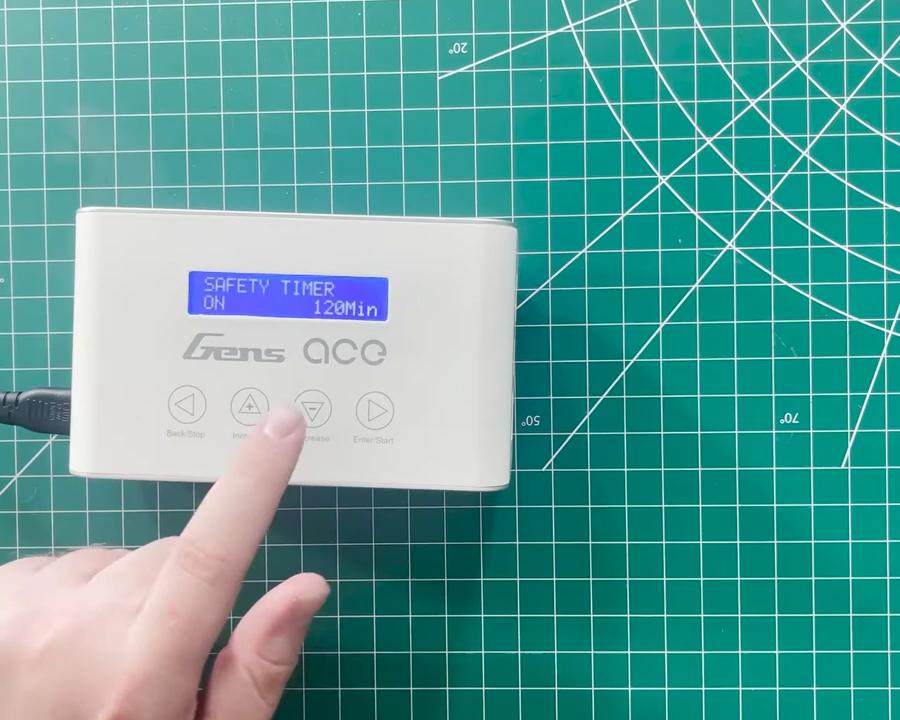 20°
SAFETY TIMER
ON 120Min
Gens ace
Back/Stop
Enter/Start
50°
70°